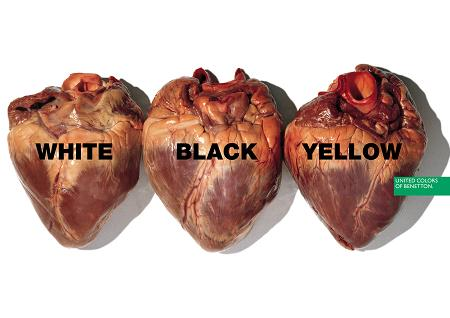 WHITE
BLACK
YELLOW
UNITED COLORS
OF BENETTON.